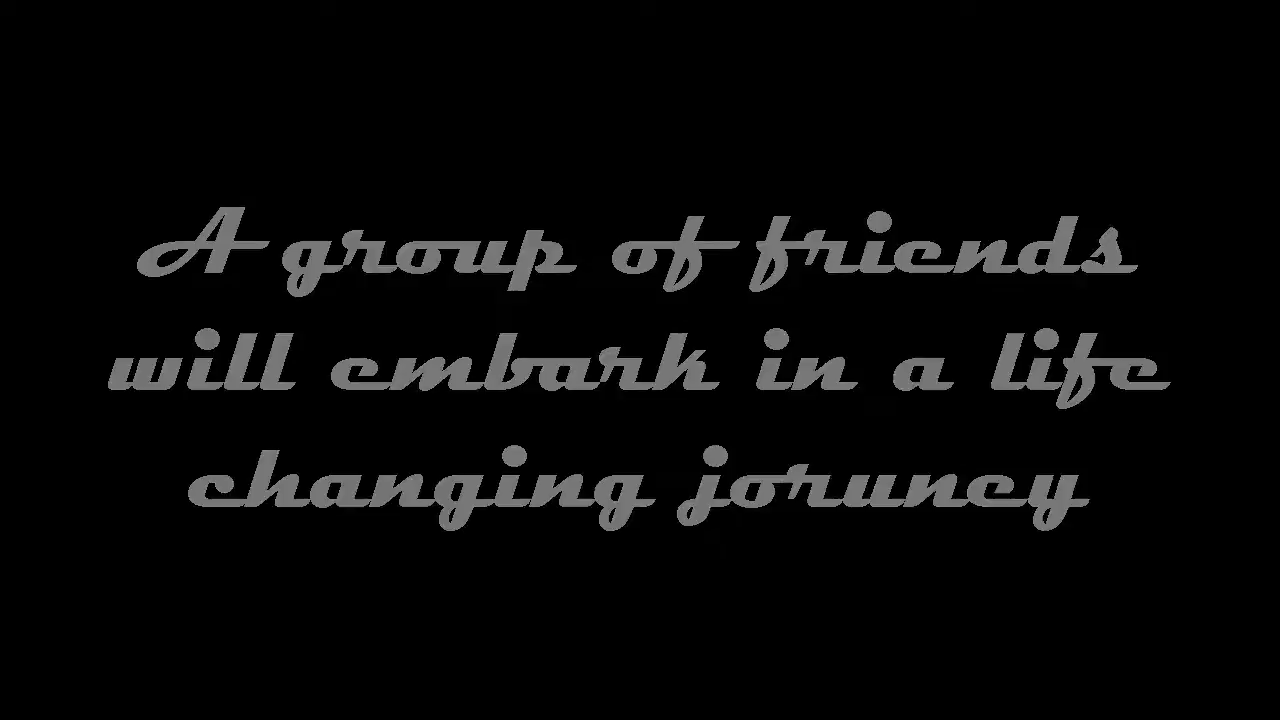 A group of friends
will embark in a life
changing joruney